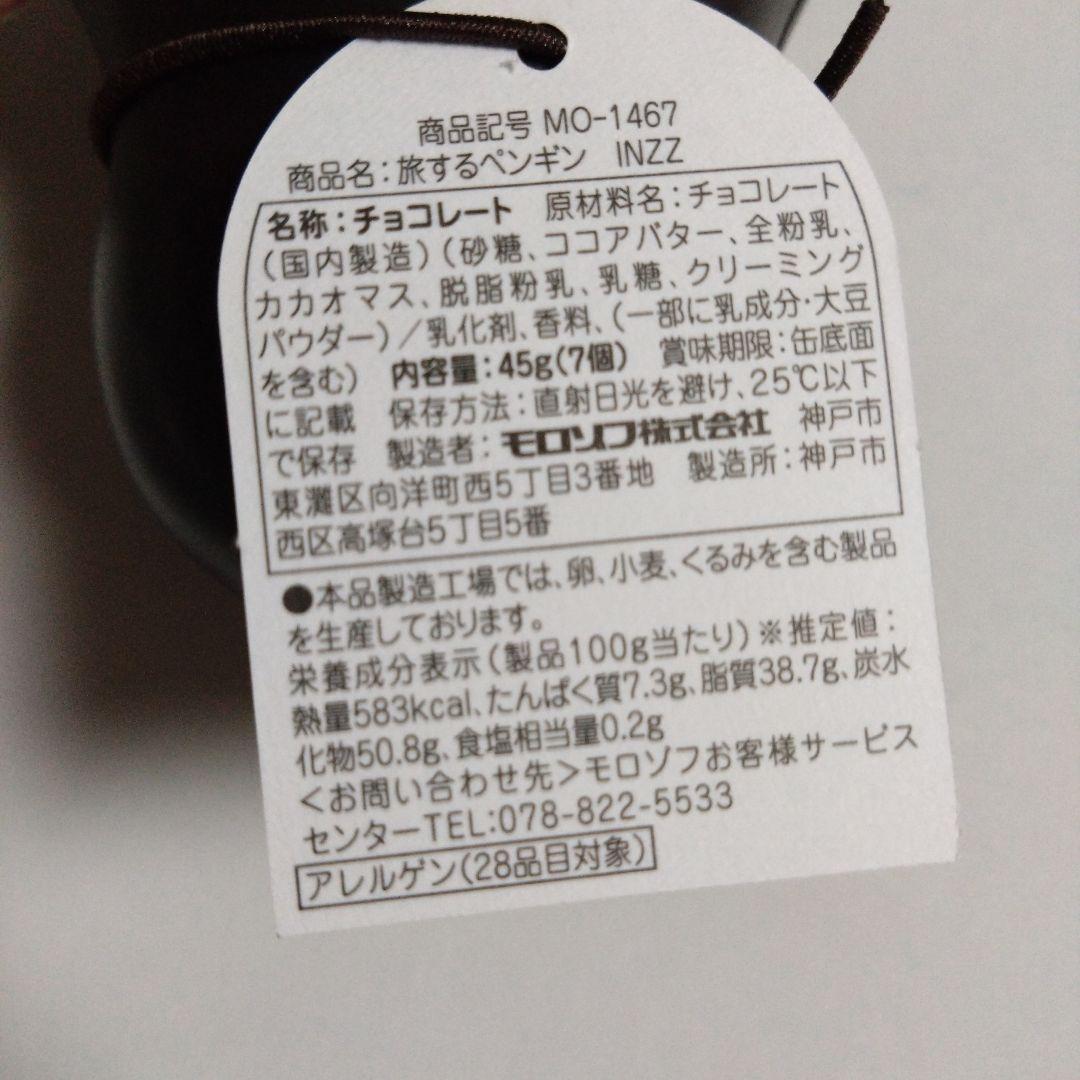 商品記号 MO-1467
商品名:旅するペンギン INZZ
名称:チョコレート 原材料名:チョコレート
(国内製造)(砂糖、ココアバター、全粉乳、
カカオマス、脱脂粉乳、乳糖、クリーミング
パウダー)/乳化剤、香料、(一部に乳成分・大豆
を含む) 内容量:45g(7個) 賞味期限:缶底面
に記載 保存方法:直射日光を避け、25℃以下
で保存 製造者:モロゾフ株式会社 神戸市
東灘区向洋町西5丁目3番地 製造所:神戸市
西区高塚台5丁目5番
●本品製造工場では、卵、小麦、くるみを含む製品
を生産しております。
栄養成分表示(製品100g当たり)※推定値:
熱量583kcal、たんぱく質7.3g、脂質38.7g、炭水
化物50.8g、食塩相当量0.2g
<お問い合わせ先>モロゾフお客様サービス
センターTEL:078-822-5533
アレルゲン(28品目対象)